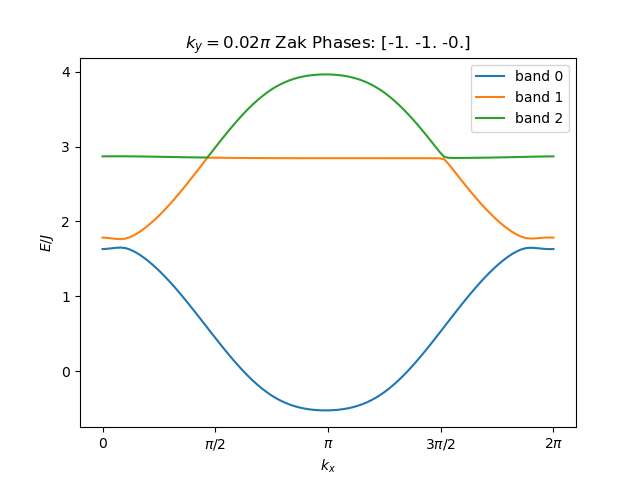 $k_y = 0.02\pi$ Zak Phases: [-1. -1. -0.]
band 0
band 1
band 2
4
3
2
1
0
E/J
0 π/2 π 3π/2 2π
$k_x$